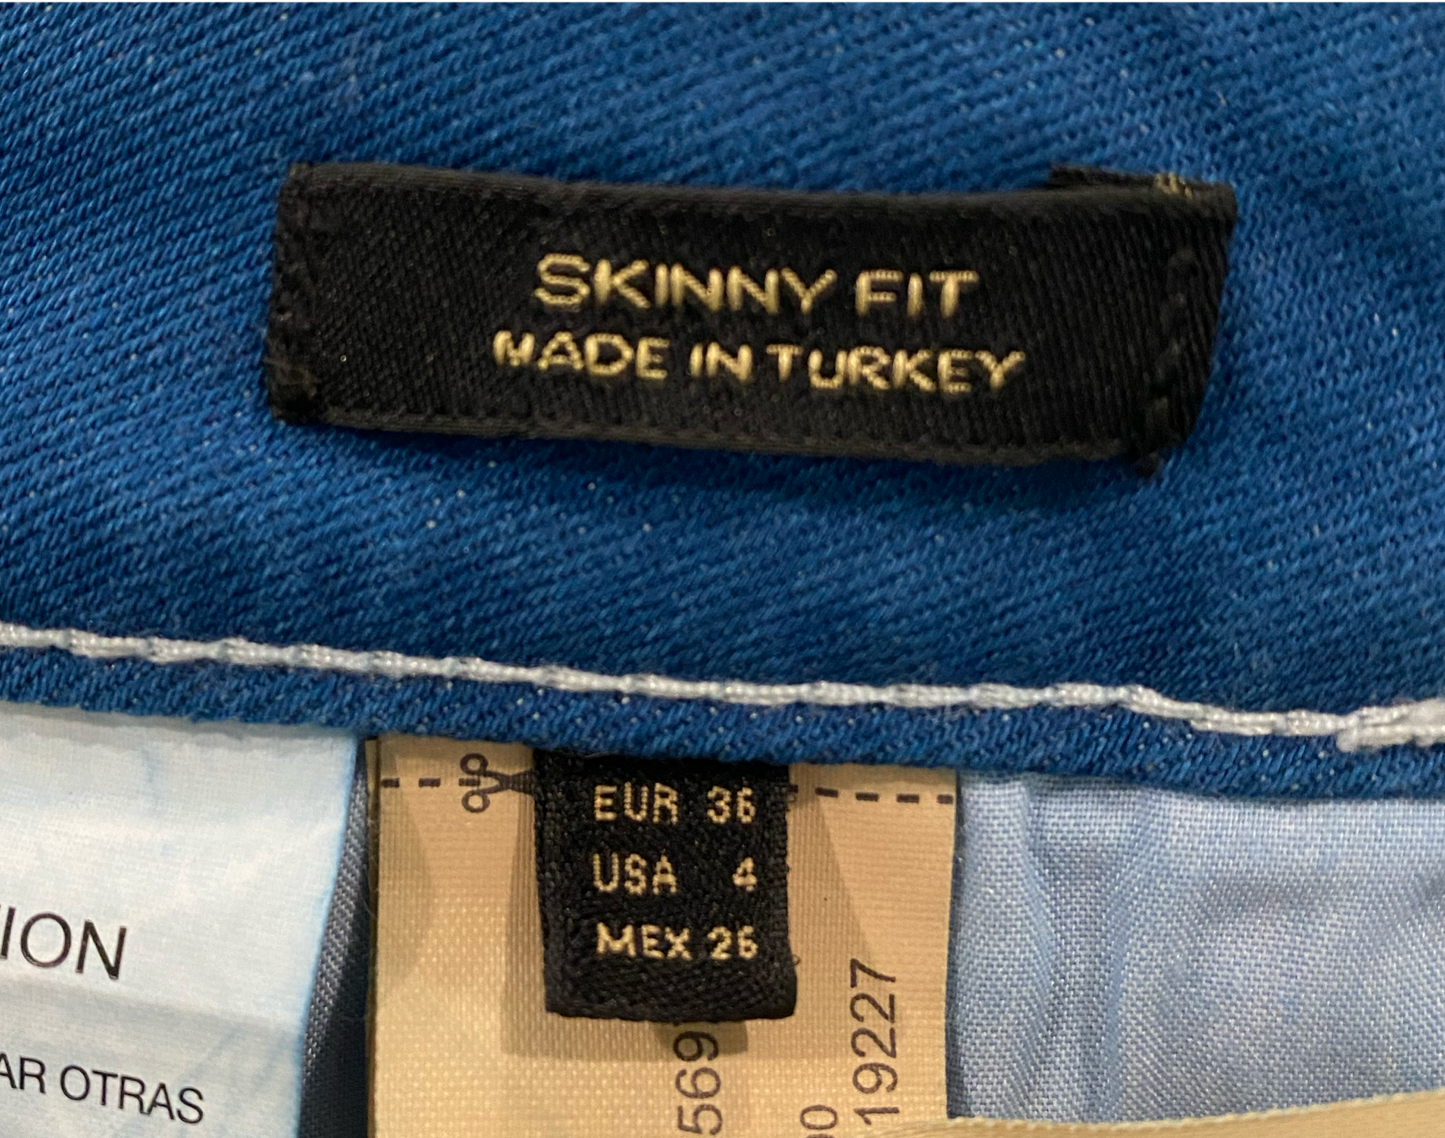 SKINNY FIT
MADE IN TURKEY
EUR 36
USA 4
MEX 26
ION
AR OTRAS
569
19227